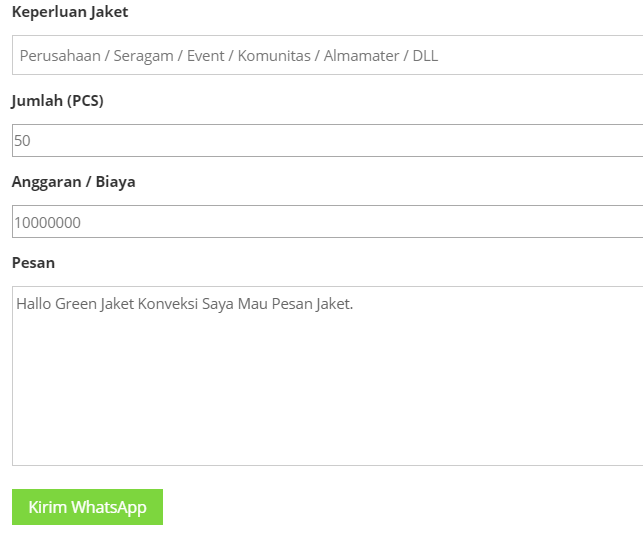 Keperluan Jaket
Perusahaan / Seragam / Event / Komunitas / Almamater / DLL
Jumlah (PCS)
50
Anggaran / Biaya
10000000
Pesan
Hallo Green Jaket Konveksi Saya Mau Pesan Jaket.
Kirim WhatsApp